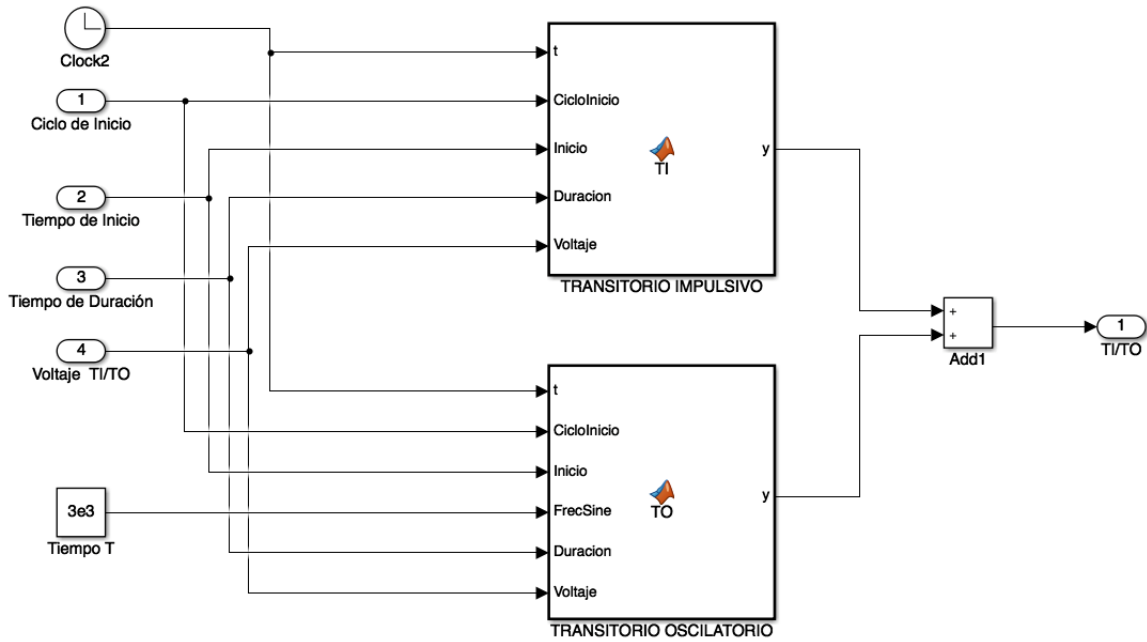 Clock2
1
Ciclo de Inicio
2
Tiempo de Inicio
3
Tiempo de Duración
4
Voltaje TI/TO
3e3
Tiempo T
t
CicloInicio
Inicio
Duracion
Voltaje
TI
y
TRANSITORIO IMPULSIVO
t
CicloInicio
Inicio
FrecSine
Duracion
Voltaje
TO
y
TRANSITORIO OSCILATORIO
+
+
Add1
1
TI/TO